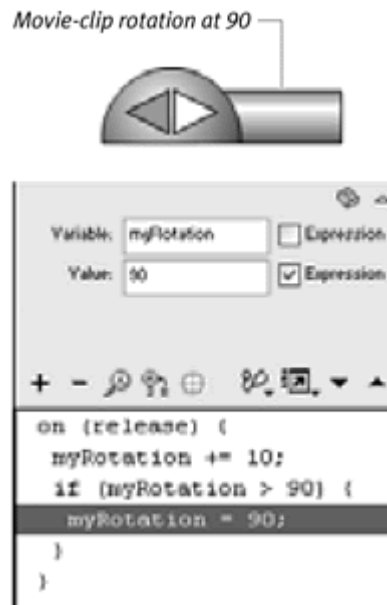 Movie-clip rotation at 90
Variable: myRotation Expression
Value: 90 Expression
on (release) {
myRotation += 10;
if (myRotation > 90) {
myRotation = 90;
}
}